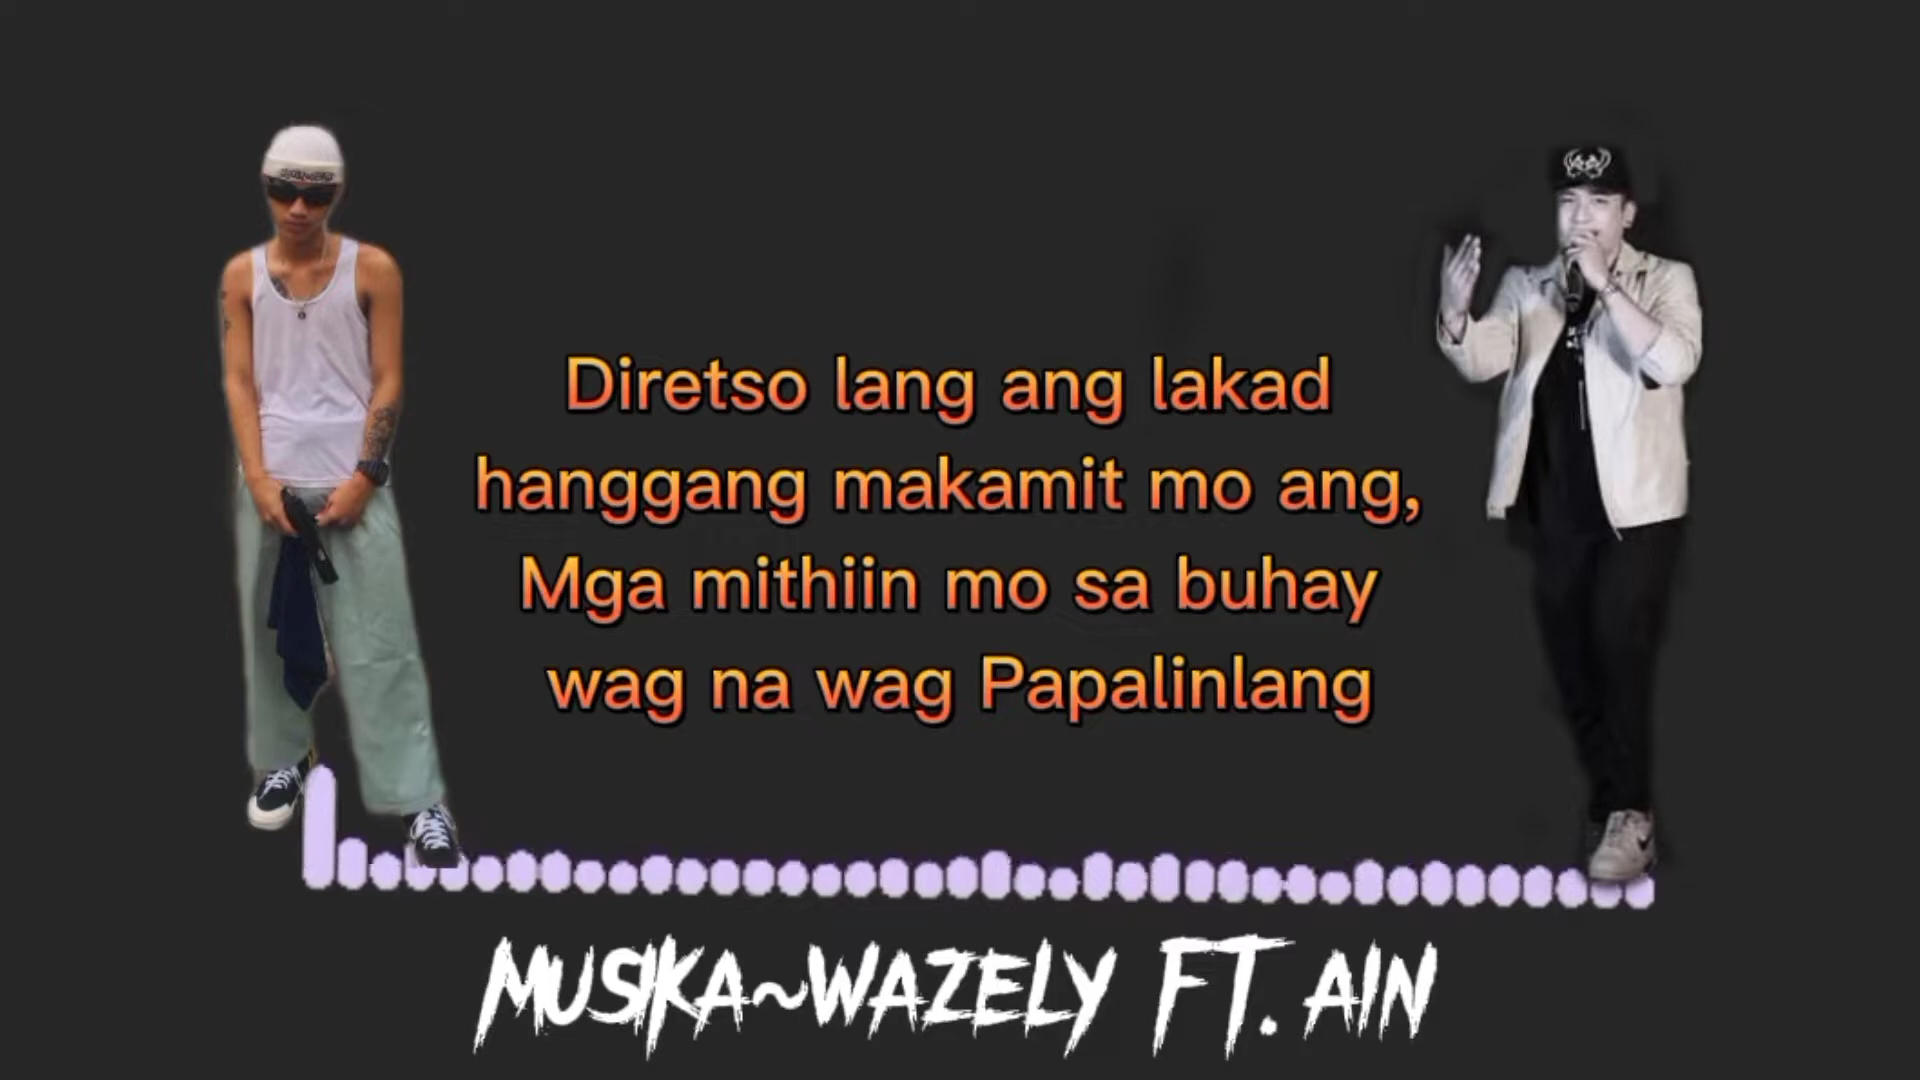 Diretso lang ang lakad
hanggang makamit mo ang,
Mga mithiin mo sa buhay
wag na wag Papalinlang
MUSIKA~WAZELY FT. AIN